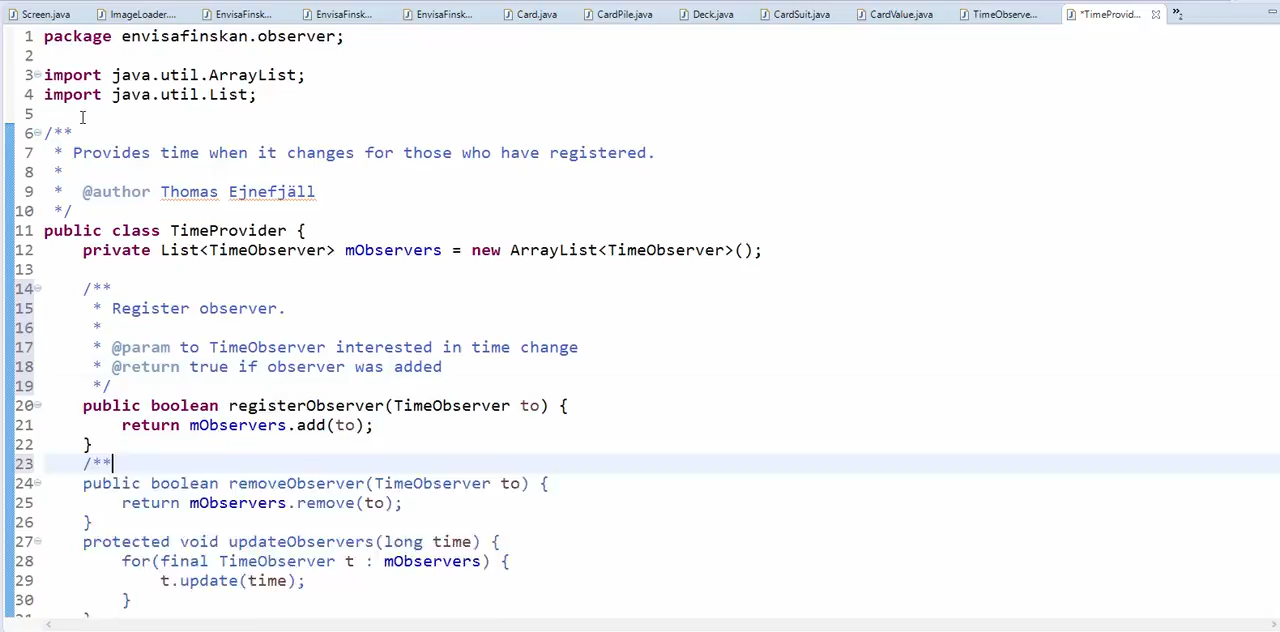 Screen.java ImageLoader.... EnvisaFinsk... EnvisaFinsk... EnvisaFinsk... Card.java CardPile.java Deck.java CardSuit.java CardValue.java TimeObserve... *TimeProvid... »2
1 package envisafinskan.observer;
2
3 import java.util.ArrayList;
4 import java.util.List;
5
6 /**
7 * Provides time when it changes for those who have registered.
8 *
9 * @author Thomas Ejnefjäll
10 */
11 public class TimeProvider {
12 private List<TimeObserver> mObservers = new ArrayList<TimeObserver>();
13
14 /**
15 * Register observer.
16 *
17 * @param to TimeObserver interested in time change
18 * @return true if observer was added
19 */
20 public boolean registerObserver(TimeObserver to) {
21 return mObservers.add(to);
22 }
23 /**
24 public boolean removeObserver(TimeObserver to) {
25 return mObservers.remove(to);
26 }
27 protected void updateObservers(long time) {
28 for(final TimeObserver t : mObservers) {
29 t.update(time);
30 }